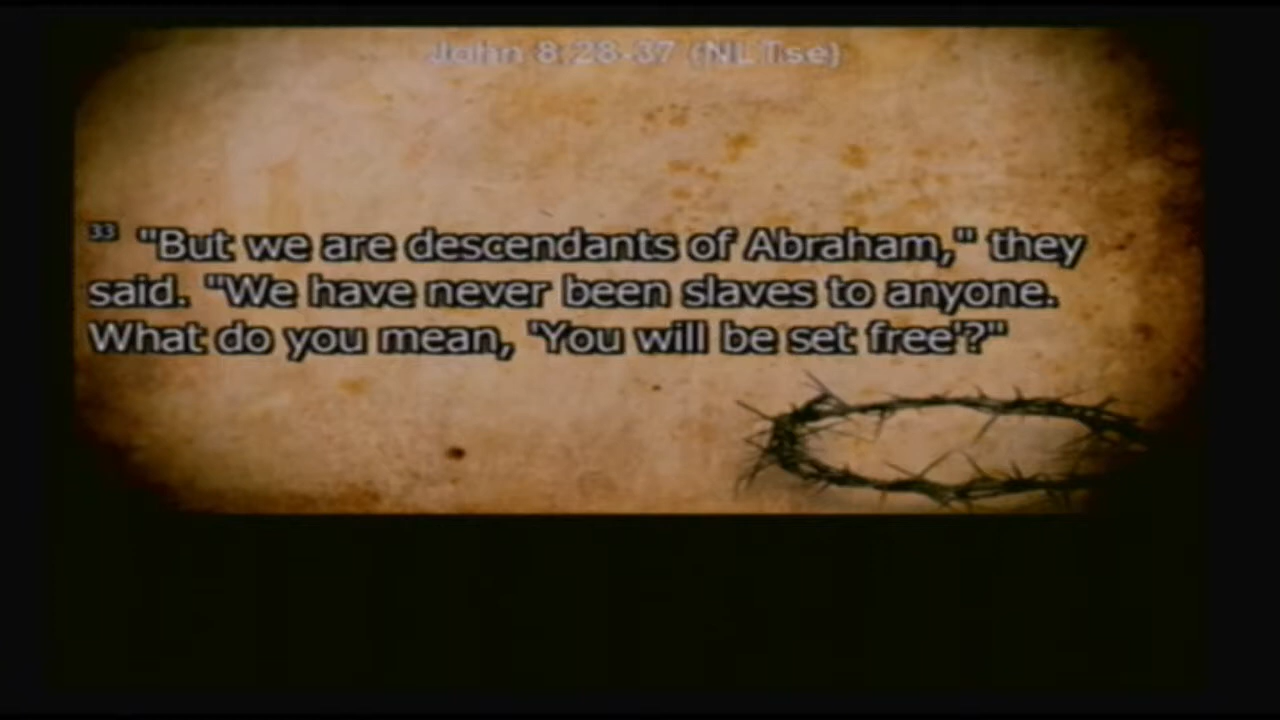 John 8:28-37 (NLTse)
33 "But we are descendants of Abraham," they
said. "We have never been slaves to anyone.
What do you mean, 'You will be set free'?"